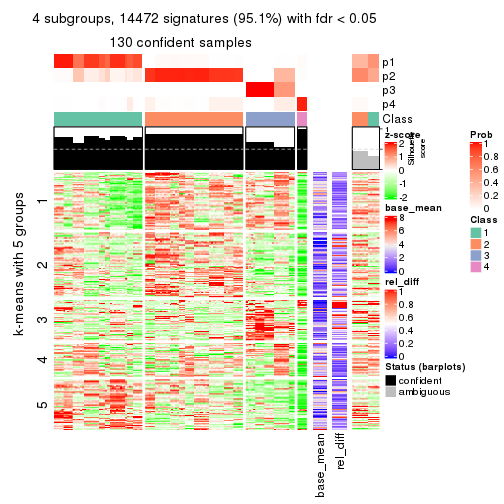 4 subgroups, 14472 signatures (95.1%) with fdr < 0.05
130 confident samples
p1
p2
p3
p4
Class
1
Silhouette
score
k-means with 5 groups
1
2
3
4
5
base_mean
rel_diff
z-score
2
1
0
-1
-2
base_mean
8
6
4
2
0
rel_diff
1
0.8
0.6
0.4
0.2
0
Status (barplots)
confident
ambiguous
Prob
1
0.8
0.6
0.4
0.2
0
Class
1
2
3
4